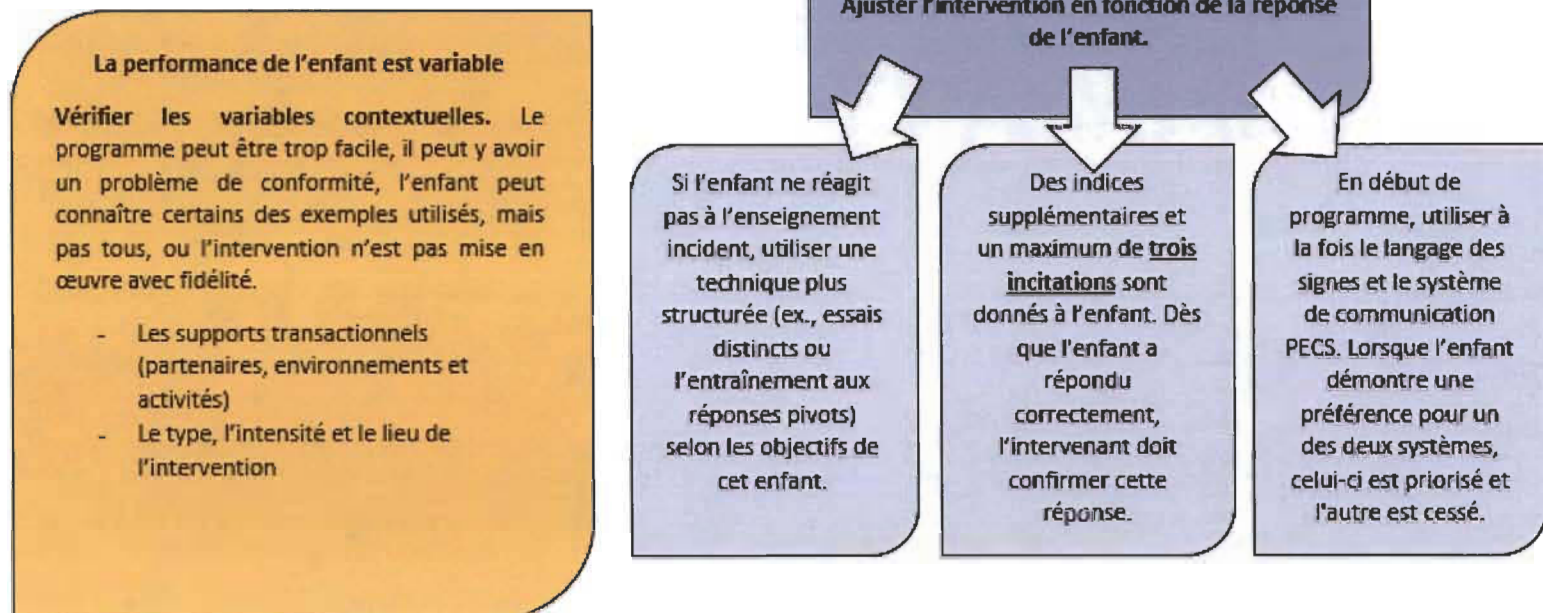 La performance de l'enfant est variable
Vérifier les variables contextuelles. Le
programme peut être trop facile, il peut y avoir
un problème de conformité, l'enfant peut
connaître certains des exemples utilisés, mais
pas tous, ou l'intervention n'est pas mise en
œuvre avec fidélité.
- Les supports transactionnels
(partenaires, environnements et
activités)
- Le type, l'intensité et le lieu de
l'intervention
Ajuster l'intervention en fonction de la réponse
de l'enfant.
Si l'enfant ne réagit
pas à l'enseignement
incident, utiliser une
technique plus
structurée (ex., essais
distincts ou
l'entraînement aux
réponses pivots)
selon les objectifs de
cet enfant.
Des indices
supplémentaires et
un maximum de trois
incitations sont
donnés à l'enfant. Dès
que l'enfant a
répondu
correctement,
l'intervenant doit
confirmer cette
réponse.
En début de
programme, utiliser à
la fois le langage des
signes et le système
de communication
PECS. Lorsque l'enfant
démontre une
préférence pour un
des deux systèmes,
celui-ci est priorisé et
l'autre est cessé.